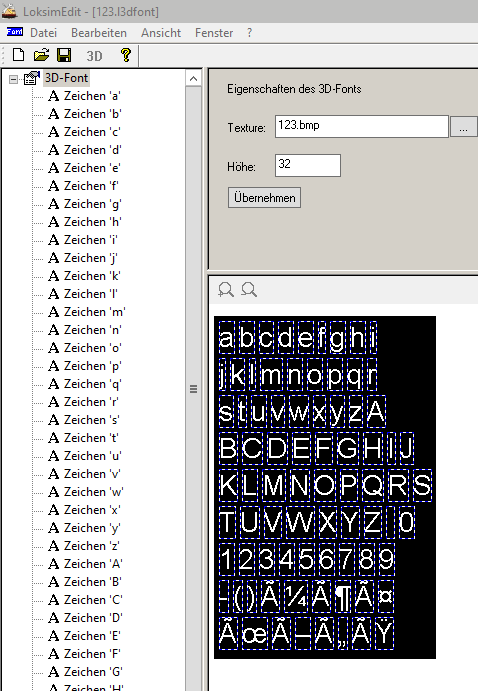 LoksimEdit - [123.l3dfont]
Font Datei Bearbeiten Ansicht Fenster ?
3D ?
3D-Font
Zeichen 'a'
Zeichen 'b'
Zeichen 'c'
Zeichen 'd'
Zeichen 'e'
Zeichen 'f'
Zeichen 'g'
Zeichen 'h'
Zeichen 'i'
Zeichen 'j'
Zeichen 'k'
Zeichen 'l'
Zeichen 'm'
Zeichen 'n'
Zeichen 'o'
Zeichen 'p'
Zeichen 'q'
Zeichen 'r'
Zeichen 's'
Zeichen 't'
Zeichen 'u'
Zeichen 'v'
Zeichen 'w'
Zeichen 'x'
Zeichen 'y'
Zeichen 'z'
Zeichen 'A'
Zeichen 'B'
Zeichen 'C'
Zeichen 'D'
Zeichen 'E'
Zeichen 'F'
Zeichen 'G'
Zeichen 'H'
Eigenschaften des 3D-Fonts
Texture: 123.bmp ...
Höhe: 32
Übernehmen
abcdefghi
jklmnopqr
stuvwxyzA
BCDEFGHIJ
KLMNOPQRS
TUVWXYZ 0
123456789
-()Ã¼Ã¶Ã¤
ÃœÃ–Ã„ÃŸ